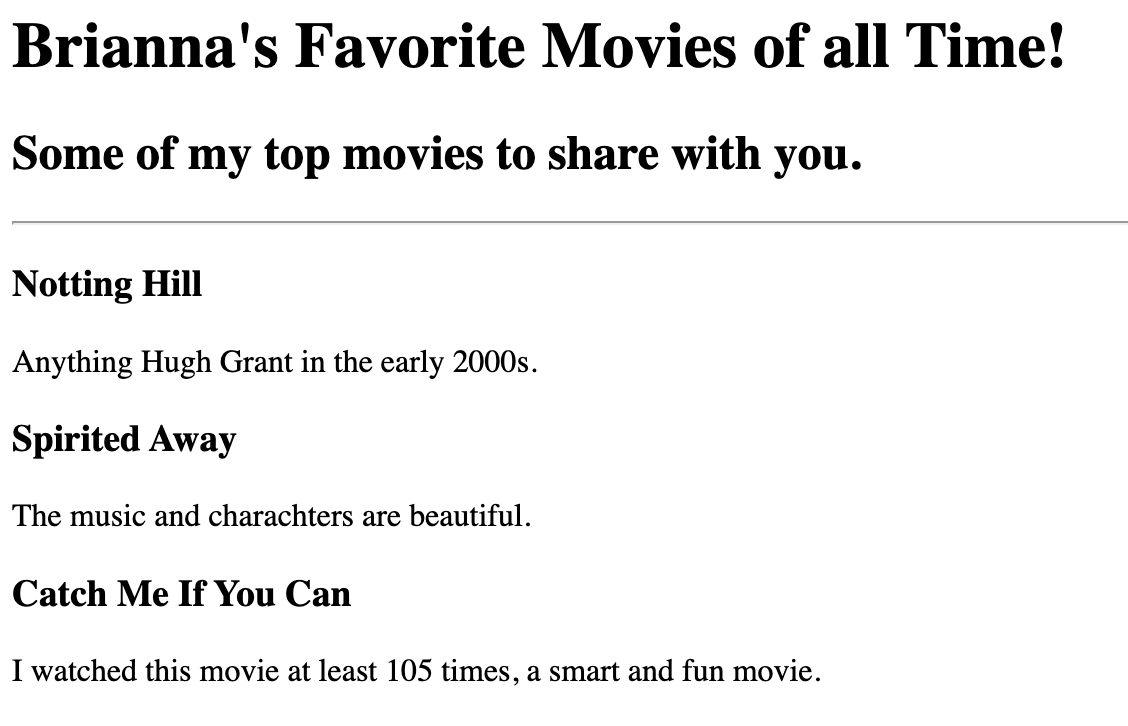 Brianna's Favorite Movies of all Time!
Some of my top movies to share with you.
Notting Hill
Anything Hugh Grant in the early 2000s.
Spirited Away
The music and charachters are beautiful.
Catch Me If You Can
I watched this movie at least 105 times, a smart and fun movie.